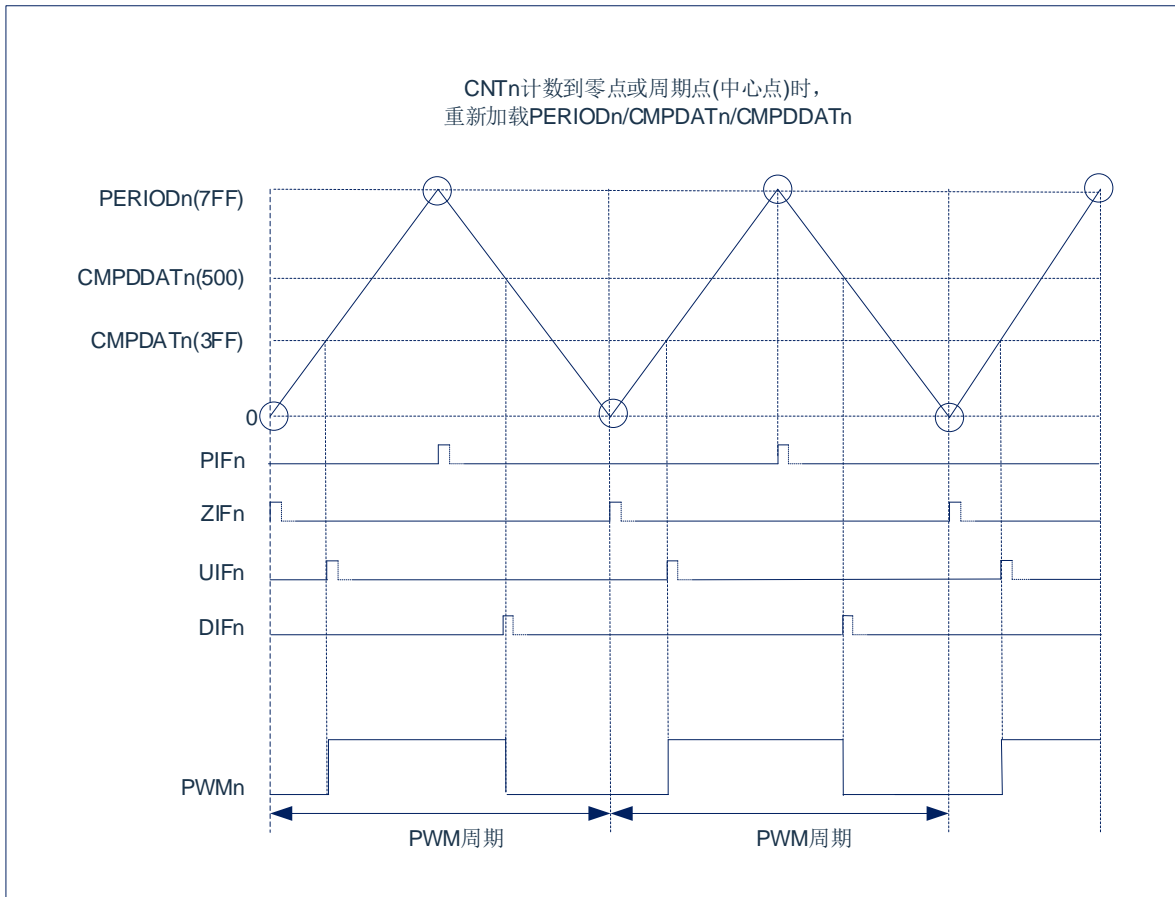 CNTn计数到零点或周期点(中心点)时，
重新加载PERIODn/CMPDATn/CMPDDATn
PERIODn(7FF)
CMPDDATn(500)
CMPDATn(3FF)
0
PIFn
ZIFn
UIFn
DIFn
PWMn
PWM周期
PWM周期